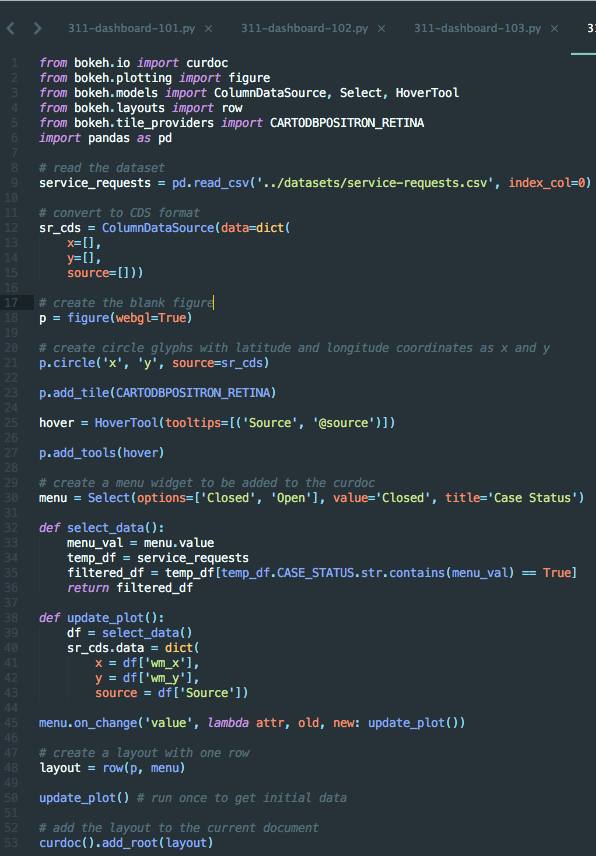 311-dashboard-101.py × 311-dashboard-102.py × 311-dashboard-103.py × 31
1 from bokeh.io import curdoc
2 from bokeh.plotting import figure
3 from bokeh.models import ColumnDataSource, Select, HoverTool
4 from bokeh.layouts import row
5 from bokeh.tile_providers import CARTODBPOSITRON_RETINA
6 import pandas as pd
7
8 # read the dataset
9 service_requests = pd.read_csv('../datasets/service-requests.csv', index_col=0)
10
11 # convert to CDS format
12 sr_cds = ColumnDataSource(data=dict(
13     x=[],
14     y=[],
15     source=[]))
16
17 # create the blank figure
18 p = figure(webgl=True)
19
20 # create circle glyphs with latitude and longitude coordinates as x and y
21 p.circle('x', 'y', source=sr_cds)
22
23 p.add_tile(CARTODBPOSITRON_RETINA)
24
25 hover = HoverTool(tooltips=[('Source', '@source')])
26
27 p.add_tools(hover)
28
29 # create a menu widget to be added to the curdoc
30 menu = Select(options=['Closed', 'Open'], value='Closed', title='Case Status')
31
32 def select_data():
33     menu_val = menu.value
34     temp_df = service_requests
35     filtered_df = temp_df[temp_df.CASE_STATUS.str.contains(menu_val) == True]
36     return filtered_df
37
38 def update_plot():
39     df = select_data()
40     sr_cds.data = dict(
41         x = df['wm_x'],
42         y = df['wm_y'],
43         source = df['Source'])
44
45 menu.on_change('value', lambda attr, old, new: update_plot())
46
47 # create a layout with one row
48 layout = row(p, menu)
49
50 update_plot() # run once to get initial data
51
52 # add the layout to the current document
53 curdoc().add_root(layout)